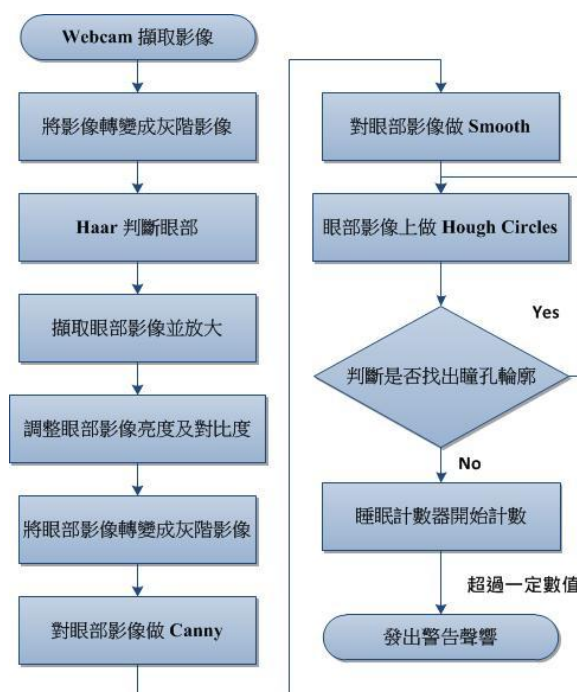 Webcam 擷取影像
將影像轉變成灰階影像
Haar 判斷眼部
擷取眼部影像並放大
調整眼部影像亮度及對比度
將眼部影像轉變成灰階影像
對眼部影像做 Canny
對眼部影像做 Smooth
眼部影像上做 Hough Circles
Yes
判斷是否找出瞳孔輪廓
No
睡眠計數器開始計數
超過一定數值
發出警告聲響